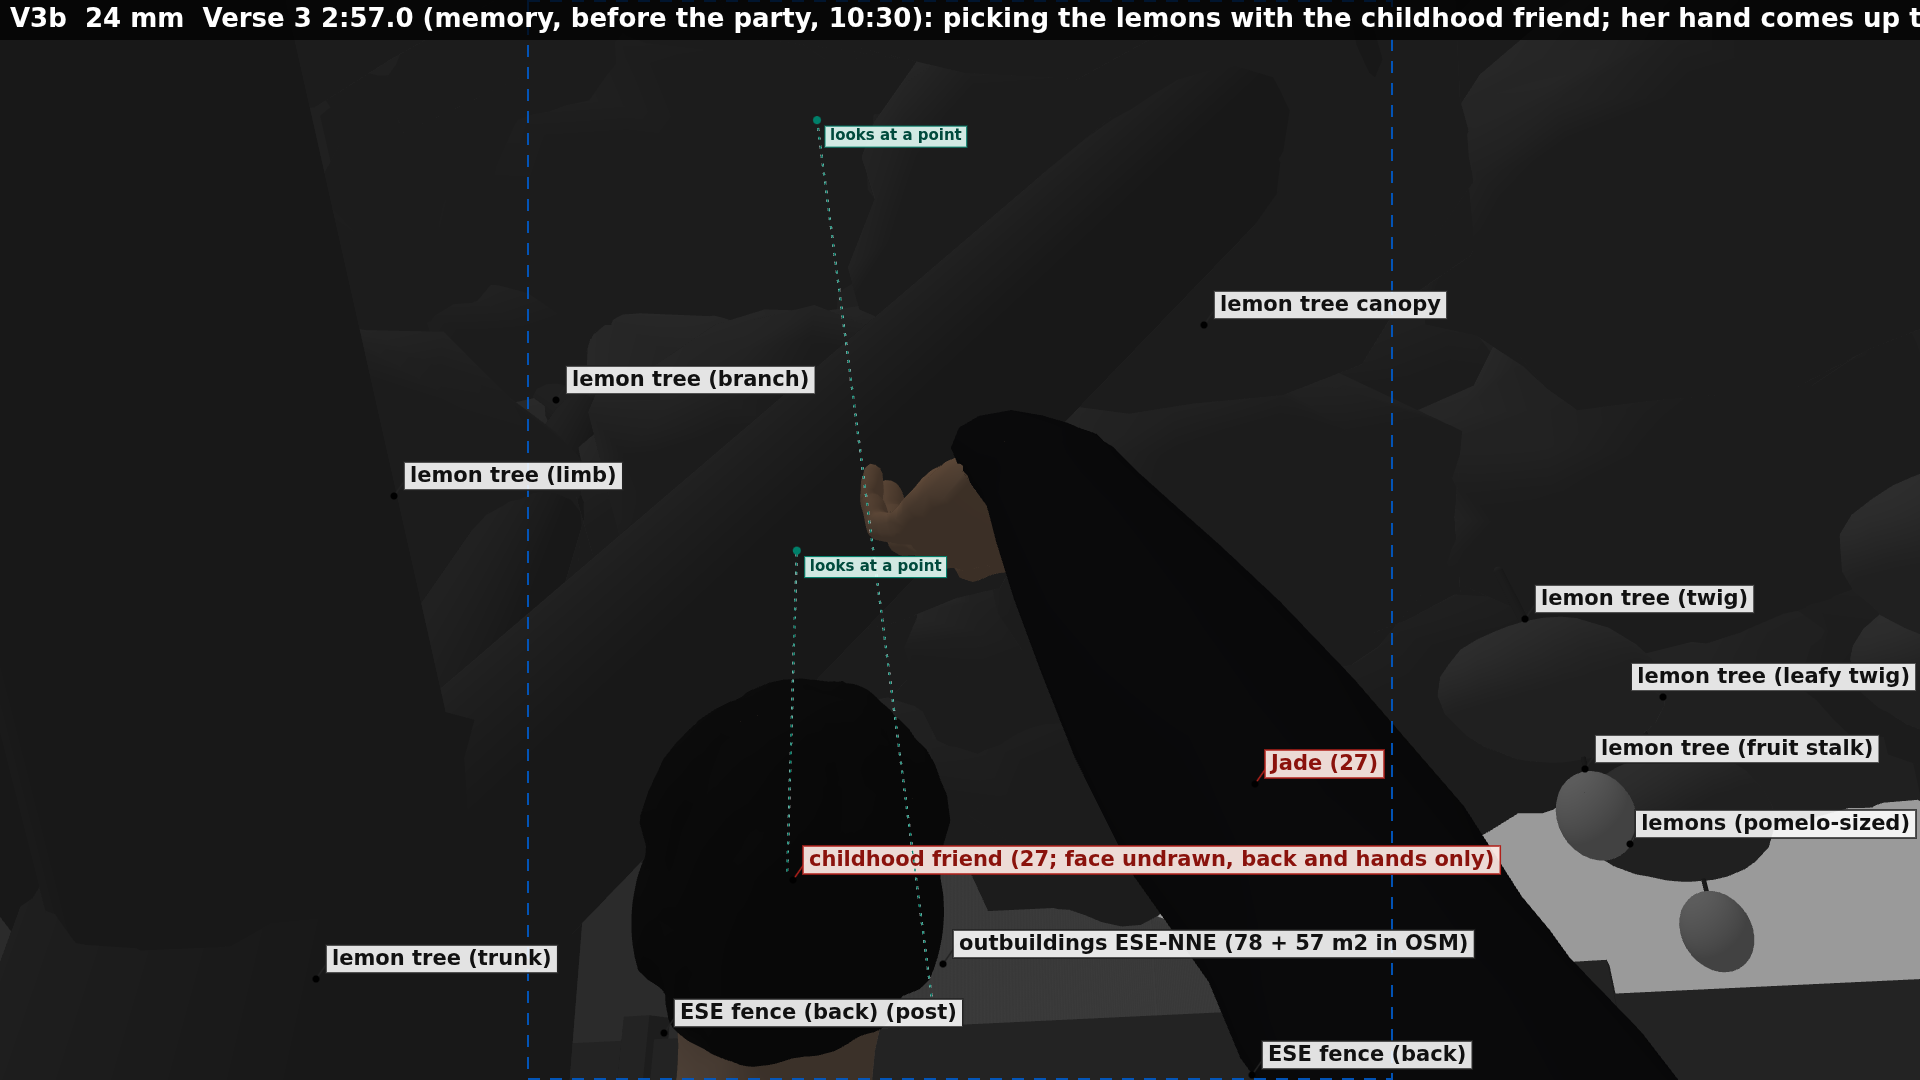 V3b 24 mm Verse 3 2:57.0 (memory, before the party, 10:30): picking the lemons with the childhood friend; her hand comes up t
looks at a point
lemon tree canopy
lemon tree (branch)
lemon tree (limb)
looks at a point
lemon tree (twig)
lemon tree (leafy twig)
lemon tree (fruit stalk)
Jade (27)
lemons (pomelo-sized)
childhood friend (27; face undrawn, back and hands only)
outbuildings ESE-NNE (78 + 57 m2 in OSM)
lemon tree (trunk)
ESE fence (back) (post)
ESE fence (back)